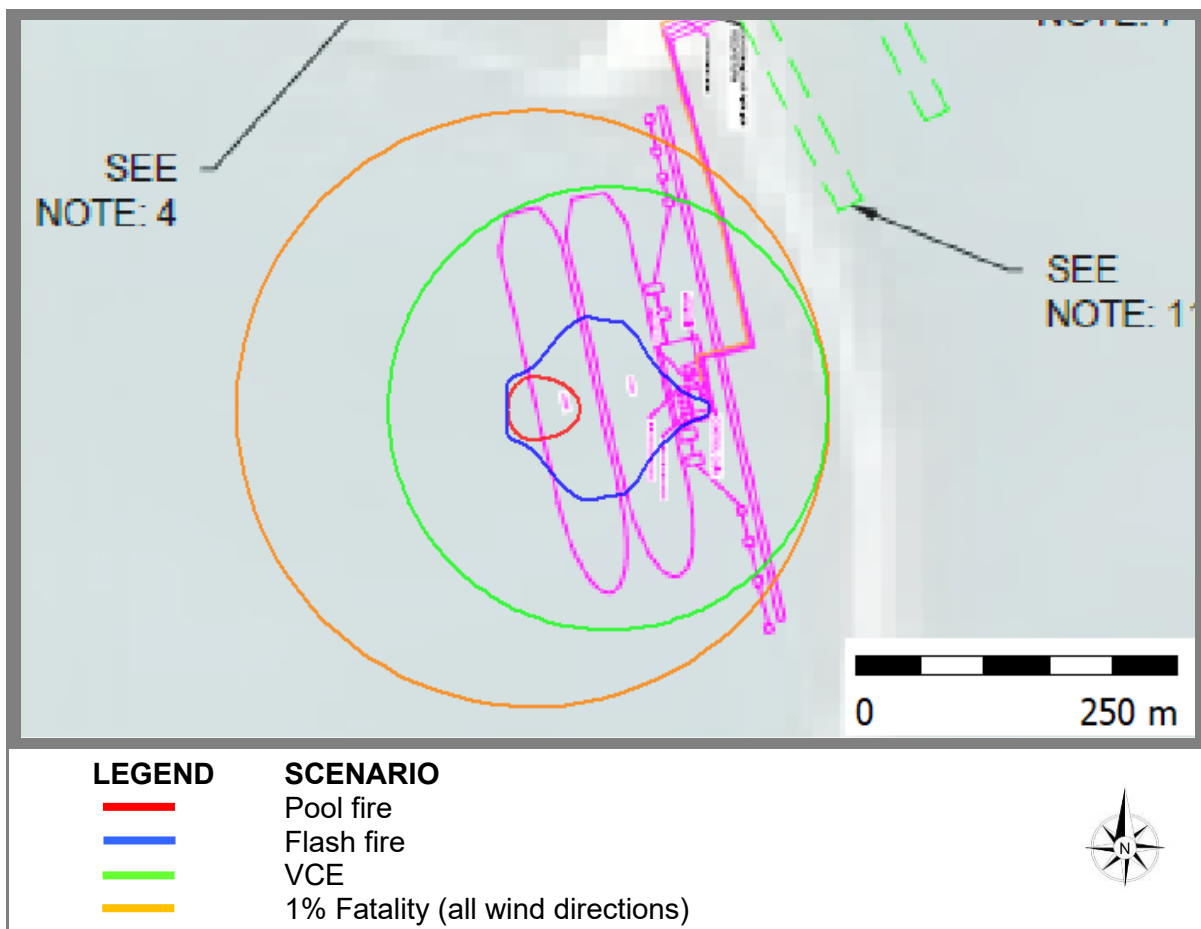 SEE
NOTE: 4
SEE
NOTE: 11
0 250 m
LEGEND SCENARIO
Pool fire
Flash fire
VCE
1% Fatality (all wind directions)
N